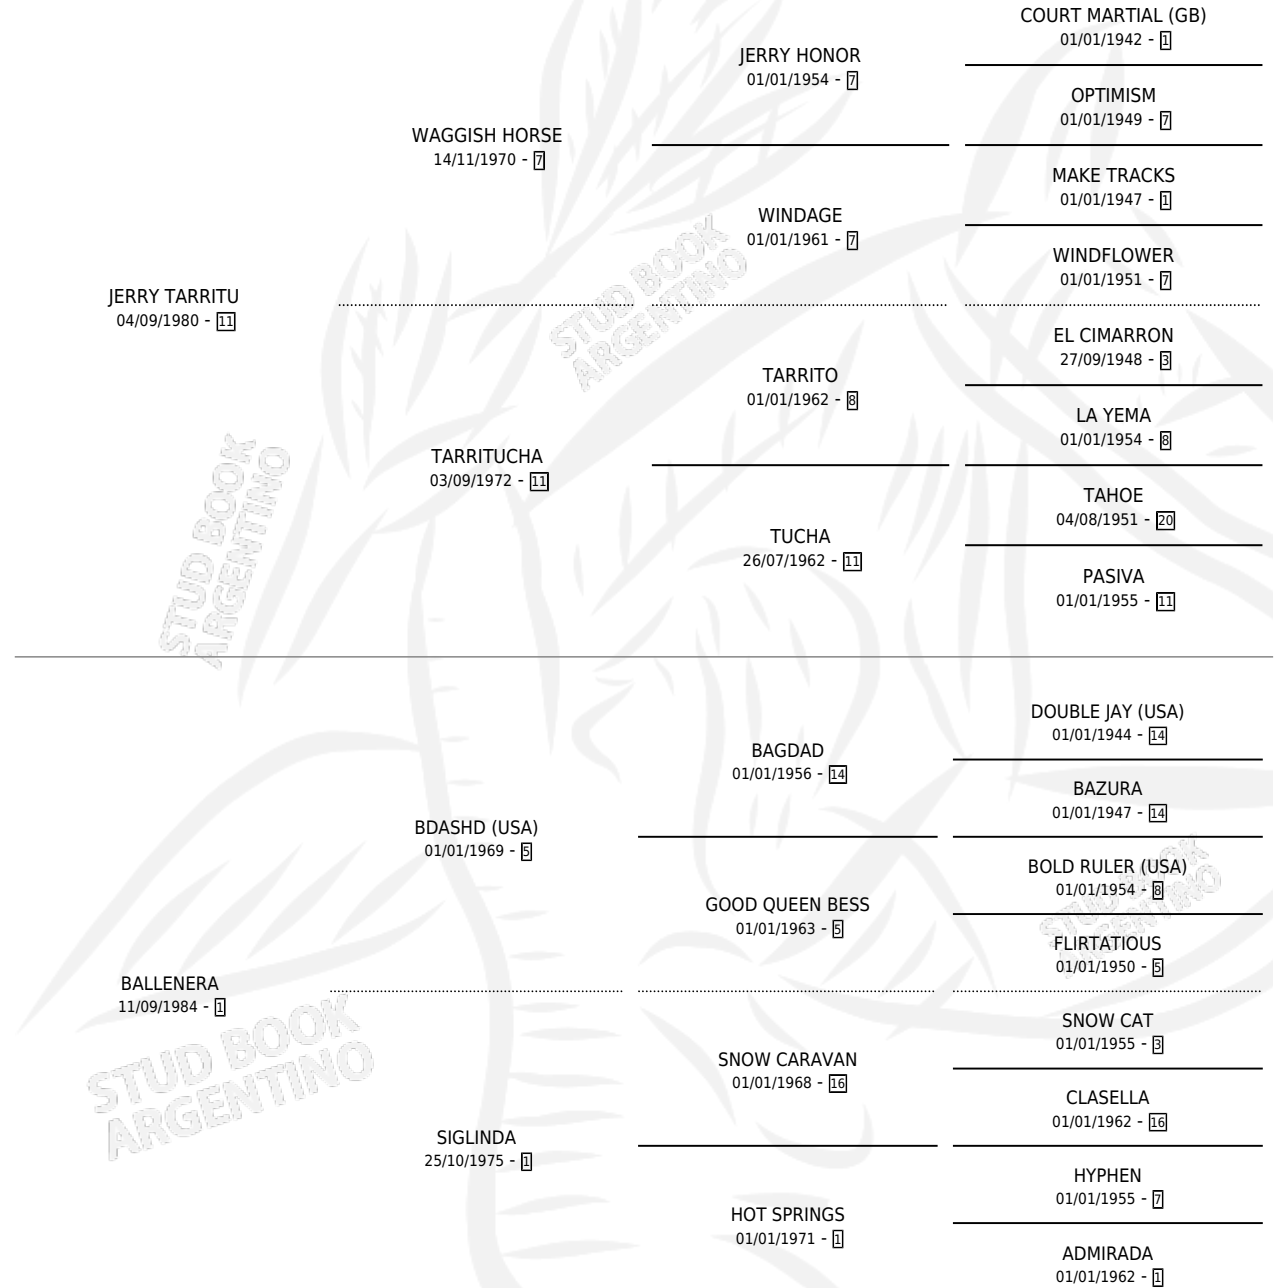 COURT MARTIAL (GB)
01/01/1942 - 1
JERRY HONOR
01/01/1954 - 7
OPTIMISM
01/01/1949 - 7
WAGGISH HORSE
14/11/1970 - 7
MAKE TRACKS
01/01/1947 - 1
WINDAGE
01/01/1961 - 7
WINDFLOWER
01/01/1951 - 7
JERRY TARRITU
04/09/1980 - 11
EL CIMARRON
27/09/1948 - 3
TARRITO
01/01/1962 - 8
LA YEMA
01/01/1954 - 8
TARRITUCHA
03/09/1972 - 11
TAHOE
04/08/1951 - 20
TUCHA
26/07/1962 - 11
PASIVA
01/01/1955 - 11
STUD BOOK
ARGENTINO
STUD BOOK
ARGENTINO
DOUBLE JAY (USA)
01/01/1944 - 14
BAGDAD
01/01/1956 - 14
BAZURA
01/01/1947 - 14
BDASHD (USA)
01/01/1969 - 5
BOLD RULER (USA)
01/01/1954 - 8
GOOD QUEEN BESS
01/01/1963 - 5
FLIRTATIOUS
01/01/1950 - 5
STUD BOOK
ARGENTINO
BALLENERA
11/09/1984 - 1
SNOW CAT
01/01/1955 - 3
SNOW CARAVAN
01/01/1968 - 16
CLASELLA
01/01/1962 - 16
STUD BOOK
ARGENTINO
SIGLINDA
25/10/1975 - 1
HYPHEN
01/01/1955 - 7
HOT SPRINGS
01/01/1971 - 1
ADMIRADA
01/01/1962 - 1